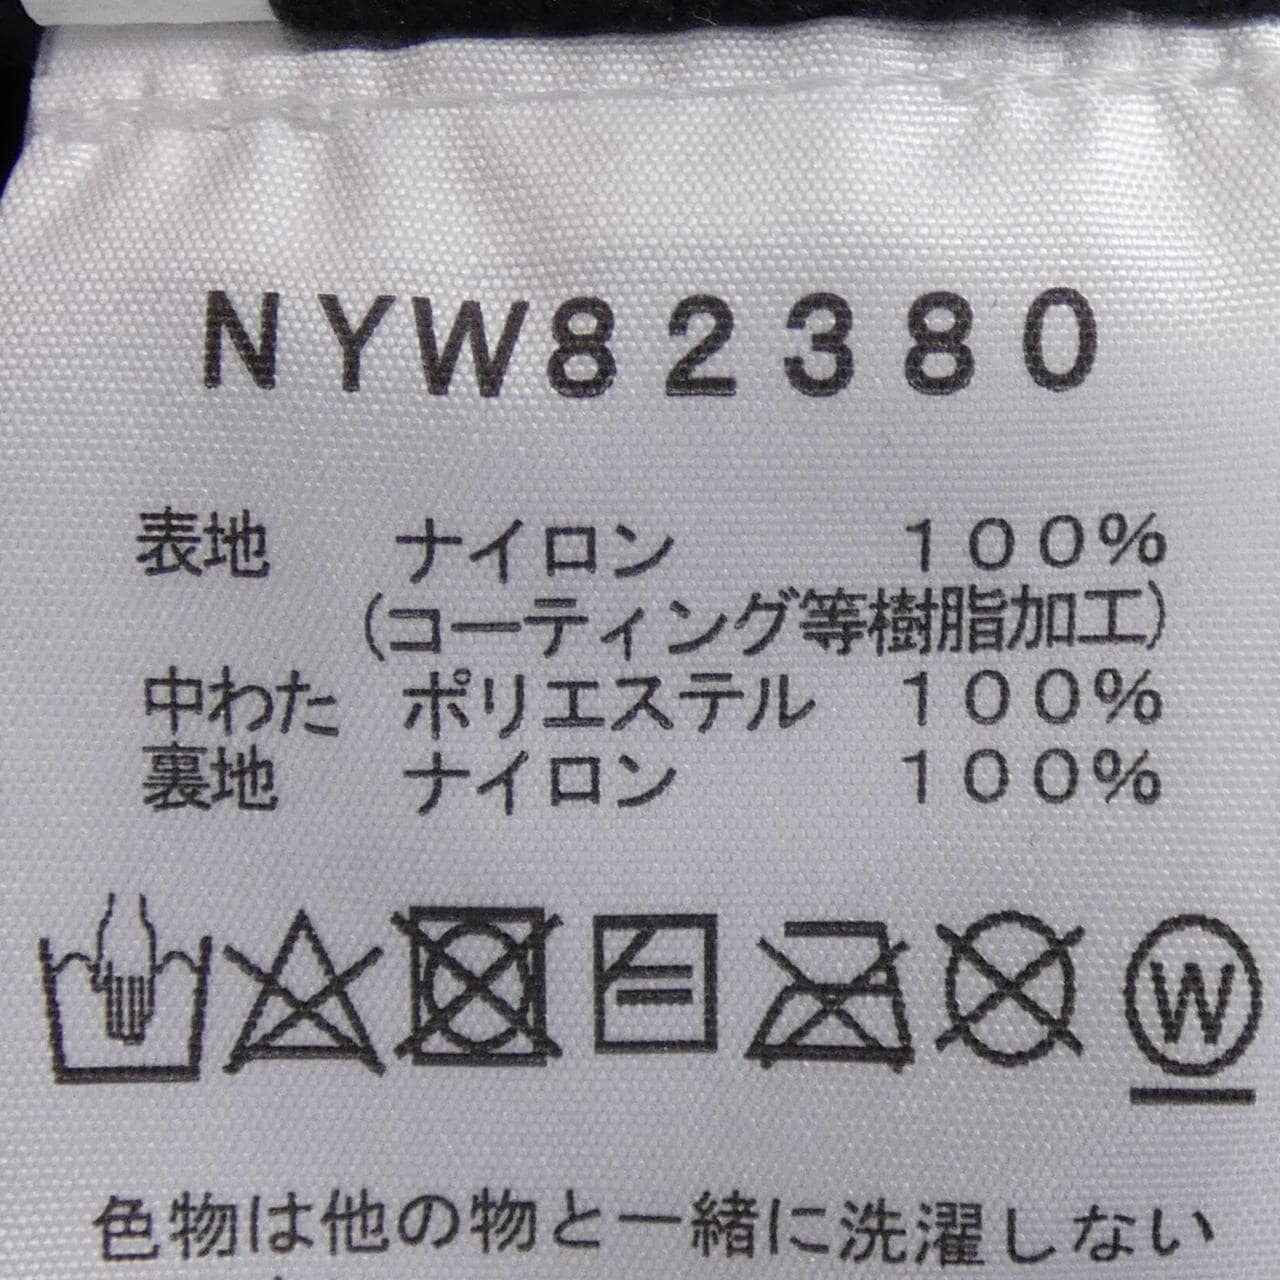 NYW82380
表地 ナイロン 100%
(コーティング等樹脂加工)
中わた ポリエステル 100%
裏地 ナイロン 100%
W
色物は他の物と一緒に洗濯しない